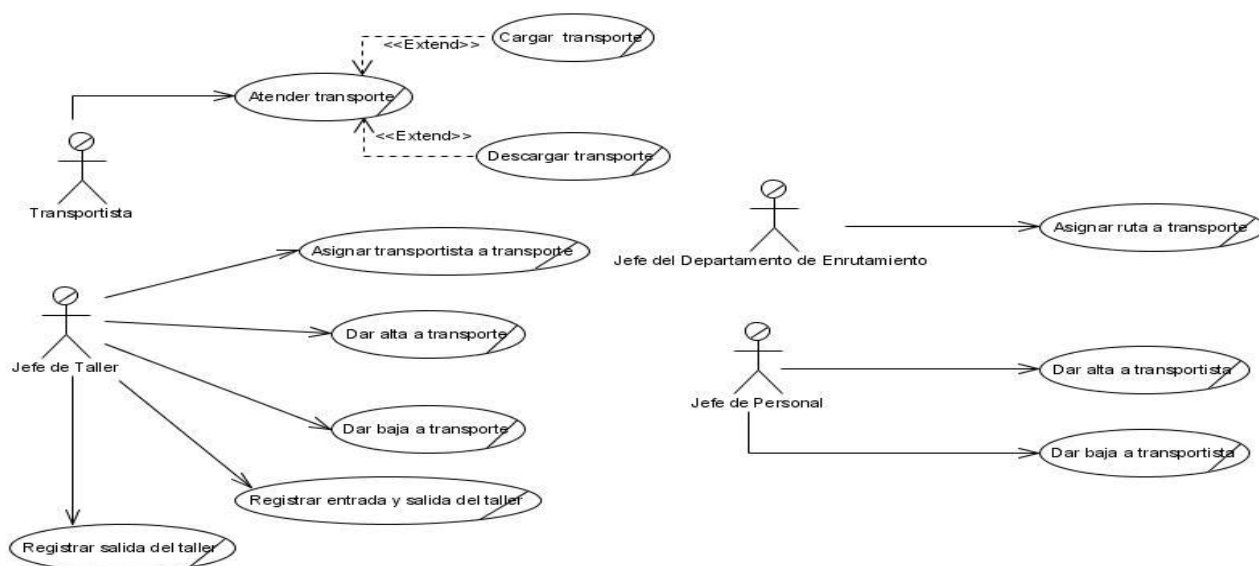 Cargar transporte
<<Extend>>
Atender transporte
<<Extend>>
Descargar transporte
Transportista
Asignar ruta a transporte
Asignar transportista a transporte
Jefe del Departamento de Enrutamiento
Dar alta a transporte
Jefe de Taller
Dar alta a transportista
Jefe de Personal
Dar baja a transporte
Dar baja a transportista
Registrar entrada y salida del taller
Registrar salida del taller